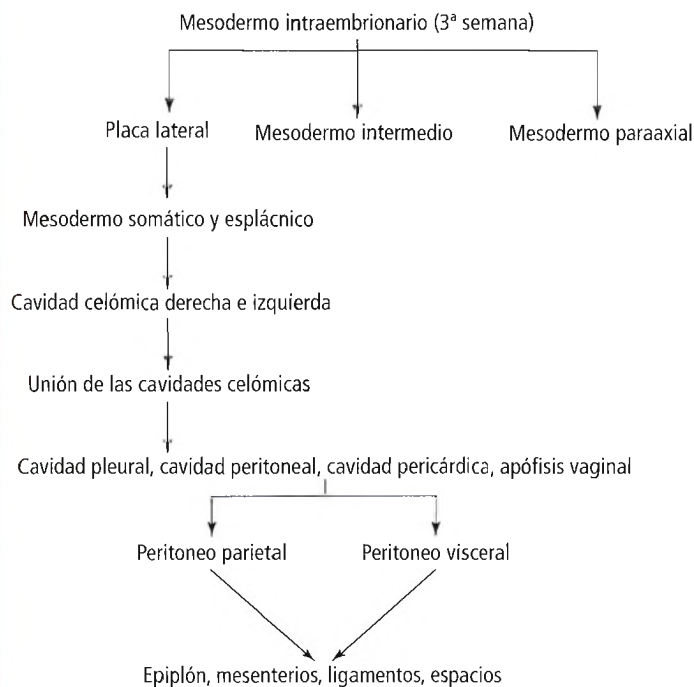 Mesodermo intraembrionario (3ª semana)
Placa lateral
Mesodermo intermedio
Mesodermo paraaxial
Mesodermo somático y esplácnico
Cavidad celómica derecha e izquierda
Unión de las cavidades celómicas
Cavidad pleural, cavidad peritoneal, cavidad pericárdica, apófisis vaginal
Peritoneo parietal
Peritoneo visceral
Epiplón, mesenterios, ligamentos, espacios